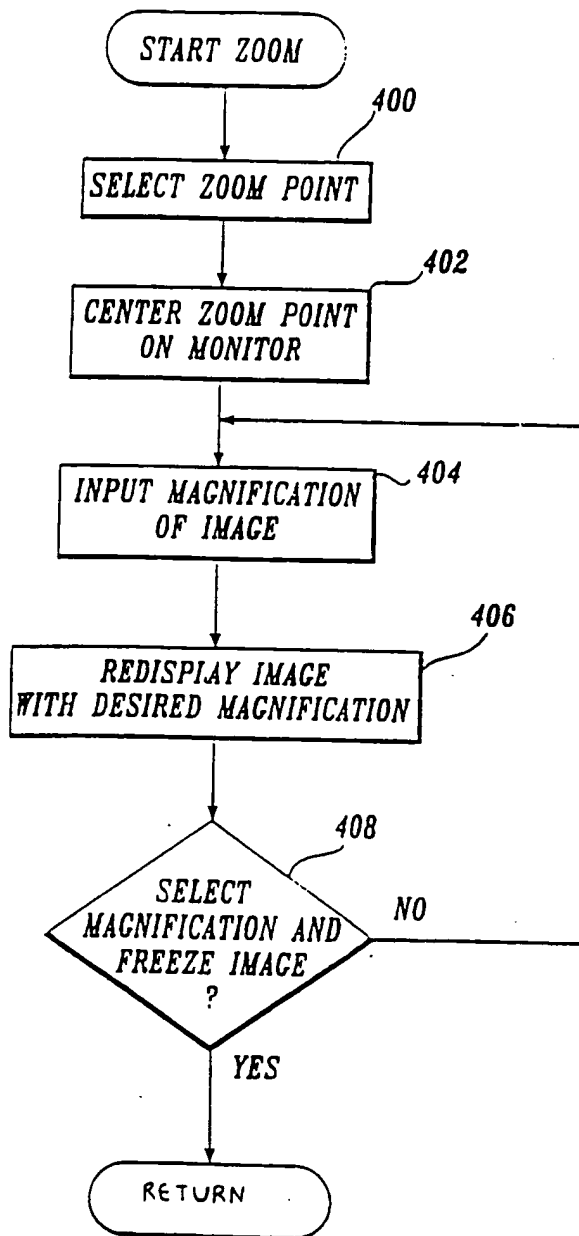 START ZOOM
400
SELECT ZOOM POINT
402
CENTER ZOOM POINT
ON MONITOR
404
INPUT MAGNIFICATION
OF IMAGE
406
REDISPLAY IMAGE
WITH DESIRED MAGNIFICATION
408
SELECT
MAGNIFICATION AND
FREEZE IMAGE
?
NO
YES
RETURN